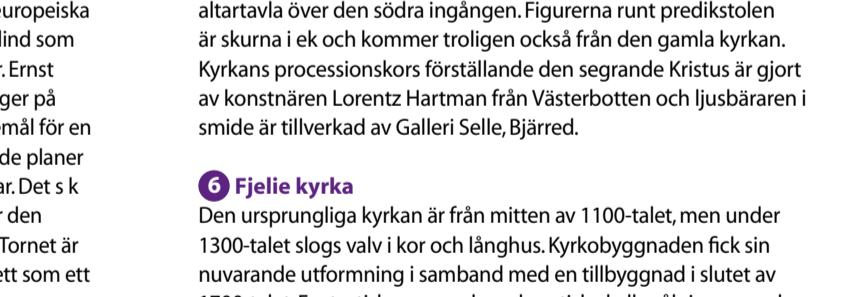 europeiska
lind som
r. Ernst
ger på
mål för en
de planer
ar. Det s k
den
Tornet är
ett som ett
altartavla över den södra ingången. Figurerna runt predikstolen
är skurna i ek och kommer troligen också från den gamla kyrkan.
Kyrkans processionskors förställande den segrande Kristus är gjort
av konstnären Lorentz Hartman från Västerbotten och ljusbäraren i
smide är tillverkad av Galleri Selle, Bjärred.
6 Fjelie kyrka
Den ursprungliga kyrkan är från mitten av 1100-talet, men under
1300-talet slogs valv i kor och långhus. Kyrkobyggnaden fick sin
nuvarande utformning i samband med en tillbyggnad i slutet av